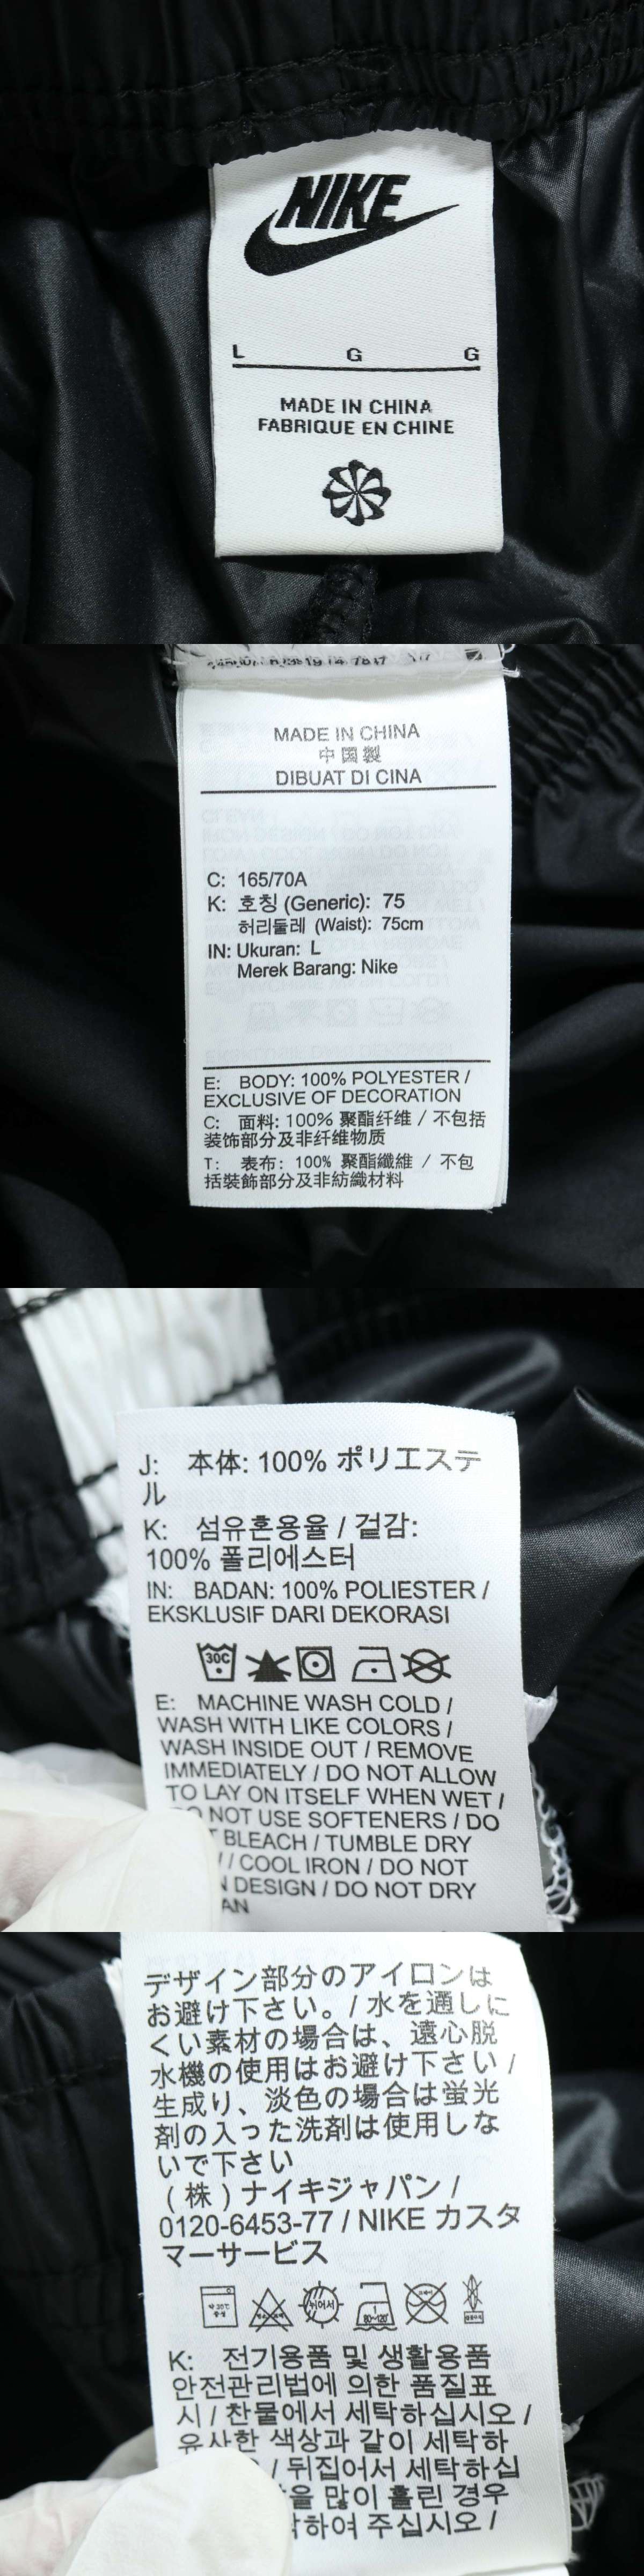 NIKE
L G G
MADE IN CHINA
FABRIQUE EN CHINE
MADE IN CHINA
中国製
DIBUAT DI CINA
C: 165/70A
K: 호칭 (Generic): 75
허리둘레 (Waist): 75cm
IN: Ukuran: L
Merek Barang: Nike
E: BODY: 100% POLYESTER /
EXCLUSIVE OF DECORATION
C: 面料: 100% 聚酯纤维 / 不包括
装饰部分及非纤维物质
T: 表布: 100% 聚酯纖維 / 不包
括裝飾部分及非紡織材料
J: 本体: 100% ポリエステ
ル
K: 섬유혼용율 / 겉감:
100% 폴리에스터
IN: BADAN: 100% POLIESTER /
EKSKLUSIF DARI DEKORASI
30C
E: MACHINE WASH COLD /
WASH WITH LIKE COLORS /
WASH INSIDE OUT / REMOVE
IMMEDIATELY / DO NOT ALLOW
TO LAY ON ITSELF WHEN WET /
NOT USE SOFTENERS / DO
BLEACH / TUMBLE DRY
/ COOL IRON / DO NOT
DESIGN / DO NOT DRY
デザイン部分のアイロンは
お避け下さい。/ 水を通しに
くい素材の場合は、遠心脱
水機の使用はお避け下さい /
生成り、淡色の場合は蛍光
剤の入った洗剤は使用しな
いで下さい
(株) ナイキジャパン /
0120-6453-77 / NIKE カスタ
マーサービス
약 30℃
중성
뉘어서
1
80~120
K: 전기용품 및 생활용품
안전관리법에 의한 품질표
시 / 찬물에서 세탁하십시오 /
유사한 색상과 같이 세탁하
/ 뒤집어서 세탁하십
을 많이 흘린 경우
하여 주십시오 /